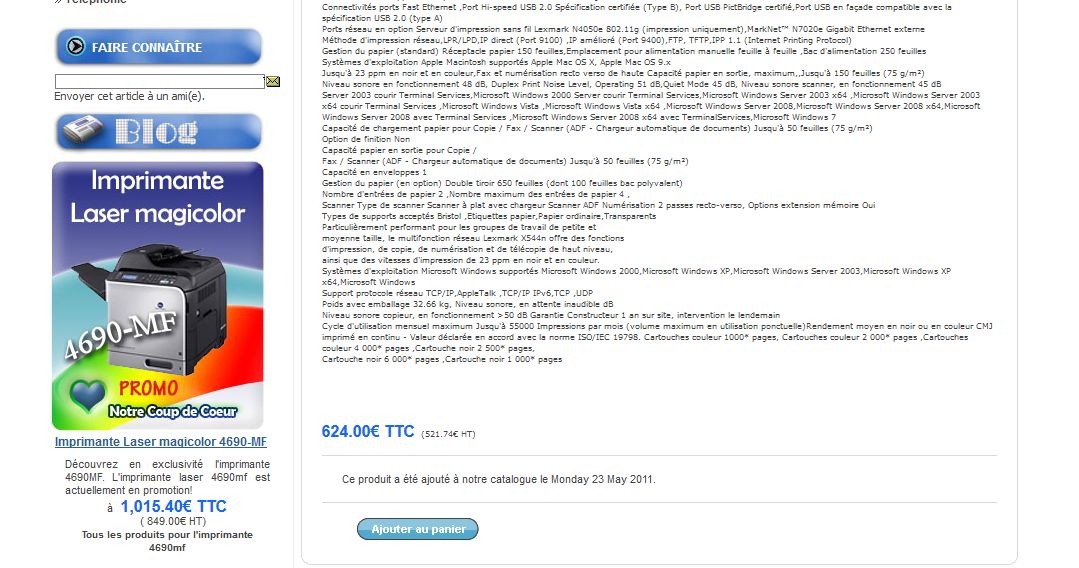 Téléphone
FAIRE CONNAÎTRE
Envoyer cet article à un ami(e).
Blog
Imprimante
Laser magicolor
4690-MF
PROMO
Notre Coup de Coeur
Imprimante Laser magicolor 4690-MF
Découvrez en exclusivité l'imprimante
4690MF. L'imprimante laser 4690mf est
actuellement en promotion!
à 1,015.40€ TTC
( 849.00€ HT)
Tous les produits pour l'imprimante
4690mf
Connectivités ports Fast Ethernet ,Port Hi-speed USB 2.0 Spécification certifiée (Type B), Port USB PictBridge certifié,Port USB en façade compatible avec la
spécification USB 2.0 (type A)
Ports réseau en option Serveur d'impression sans fil Lexmark N4050e 802.11g (impression uniquement),MarkNet™ N7020e Gigabit Ethernet externe
Méthode d'impression réseau,LPR/LPD,IP direct (Port 9100) ,IP amélioré (Port 9400),FTP, TFTP,IPP 1.1 (Internet Printing Protocol)
Gestion du papier (standard) Réceptacle papier 150 feuilles,Emplacement pour alimentation manuelle feuille à feuille ,Bac d'alimentation 250 feuilles
Systèmes d'exploitation Apple Macintosh supportés Apple Mac OS X, Apple Mac OS 9.x
Jusqu'à 23 ppm en noir et en couleur,Fax et numérisation recto verso de haute Capacité papier en sortie, maximum,,Jusqu'à 150 feuilles (75 g/m²)
Niveau sonore en fonctionnement 48 dB, Duplex Print Noise Level, Operating 51 dB,Quiet Mode 45 dB, Niveau sonore scanner, en fonctionnement 45 dB
Server 2003 courir Terminal Services,Microsoft Windows 2000 Server courir Terminal Services,Microsoft Windows Server 2003 x64 ,Microsoft Windows Server 2003
x64 courir Terminal Services ,Microsoft Windows Vista ,Microsoft Windows Vista x64 ,Microsoft Windows Server 2008,Microsoft Windows Server 2008 x64,Microsoft
Windows Server 2008 avec Terminal Services ,Microsoft Windows Server 2008 x64 avec TerminalServices,Microsoft Windows 7
Capacité de chargement papier pour Copie / Fax / Scanner (ADF - Chargeur automatique de documents) Jusqu'à 50 feuilles (75 g/m²)
Option de finition Non
Capacité papier en sortie pour Copie /
Fax / Scanner (ADF - Chargeur automatique de documents) Jusqu'à 50 feuilles (75 g/m²)
Capacité en enveloppes 1
Gestion du papier (en option) Double tiroir 650 feuilles (dont 100 feuilles bac polyvalent)
Nombre d'entrées de papier 2 ,Nombre maximum des entrées de papier 4 ,
Scanner Type de scanner Scanner à plat avec chargeur Scanner ADF Numérisation 2 passes recto-verso, Options extension mémoire Oui
Types de supports acceptés Bristol ,Etiquettes papier,Papier ordinaire,Transparents
Particulièrement performant pour les groupes de travail de petite et
moyenne taille, le multifonction réseau Lexmark X544n offre des fonctions
d'impression, de copie, de numérisation et de télécopie de haut niveau,
ainsi que des vitesses d'impression de 23 ppm en noir et en couleur.
Systèmes d'exploitation Microsoft Windows supportés Microsoft Windows 2000,Microsoft Windows XP,Microsoft Windows Server 2003,Microsoft Windows XP
x64,Microsoft Windows
Support protocole réseau TCP/IP,AppleTalk ,TCP/IP IPv6,TCP ,UDP
Poids avec emballage 32.66 kg, Niveau sonore, en attente inaudible dB
Niveau sonore copieur, en fonctionnement >50 dB Garantie Constructeur 1 an sur site, intervention le lendemain
Cycle d'utilisation mensuel maximum Jusqu'à 55000 Impressions par mois (volume maximum en utilisation ponctuelle)Rendement moyen en noir ou en couleur CMJ
imprimé en continu - Valeur déclarée en accord avec la norme ISO/IEC 19798. Cartouches couleur 1000* pages, Cartouches couleur 2 000* pages ,Cartouches
couleur 4 000* pages ,Cartouche noir 2 500* pages,
Cartouche noir 6 000* pages ,Cartouche noir 1 000* pages
624.00€ TTC (521.74€ HT)
Ce produit a été ajouté à notre catalogue le Monday 23 May 2011.
Ajouter au panier